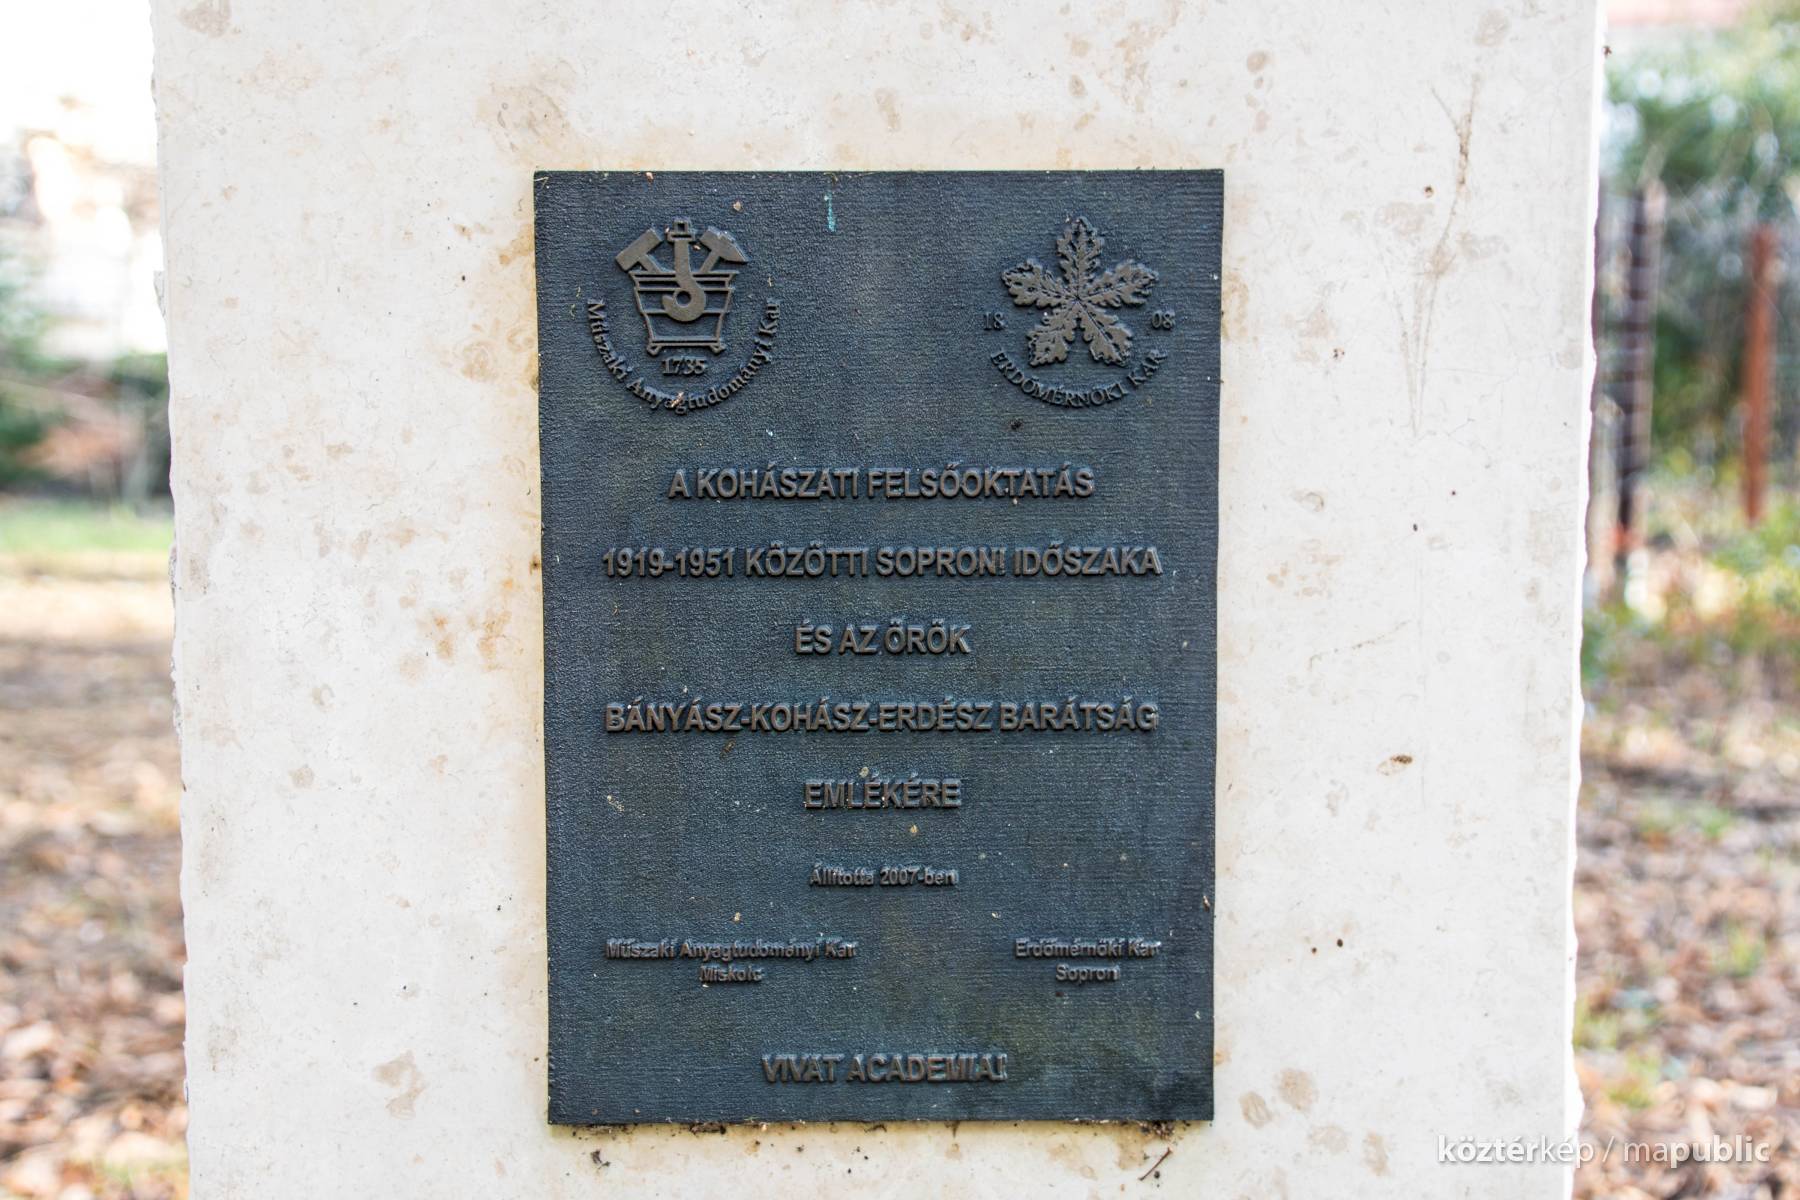 1735
Műszaki Anyagtudományi Kar
18 08
ERDŐMÉRNÖKI KAR
A KOHÁSZATI FELSŐOKTATÁS
1919-1951 KÖZÖTTI SOPRONI IDŐSZAKA
ÉS AZ ÖRÖK
BÁNYÁSZ-KOHÁSZ-ERDÉSZ BARÁTSÁG
EMLÉKÉRE
Állította 2007-ben
Műszaki Anyagtudományi Kar
Miskolc
Erdőmérnöki Kar
Sopron
VIVAT ACADEMIA!
köztérkép / mapublic